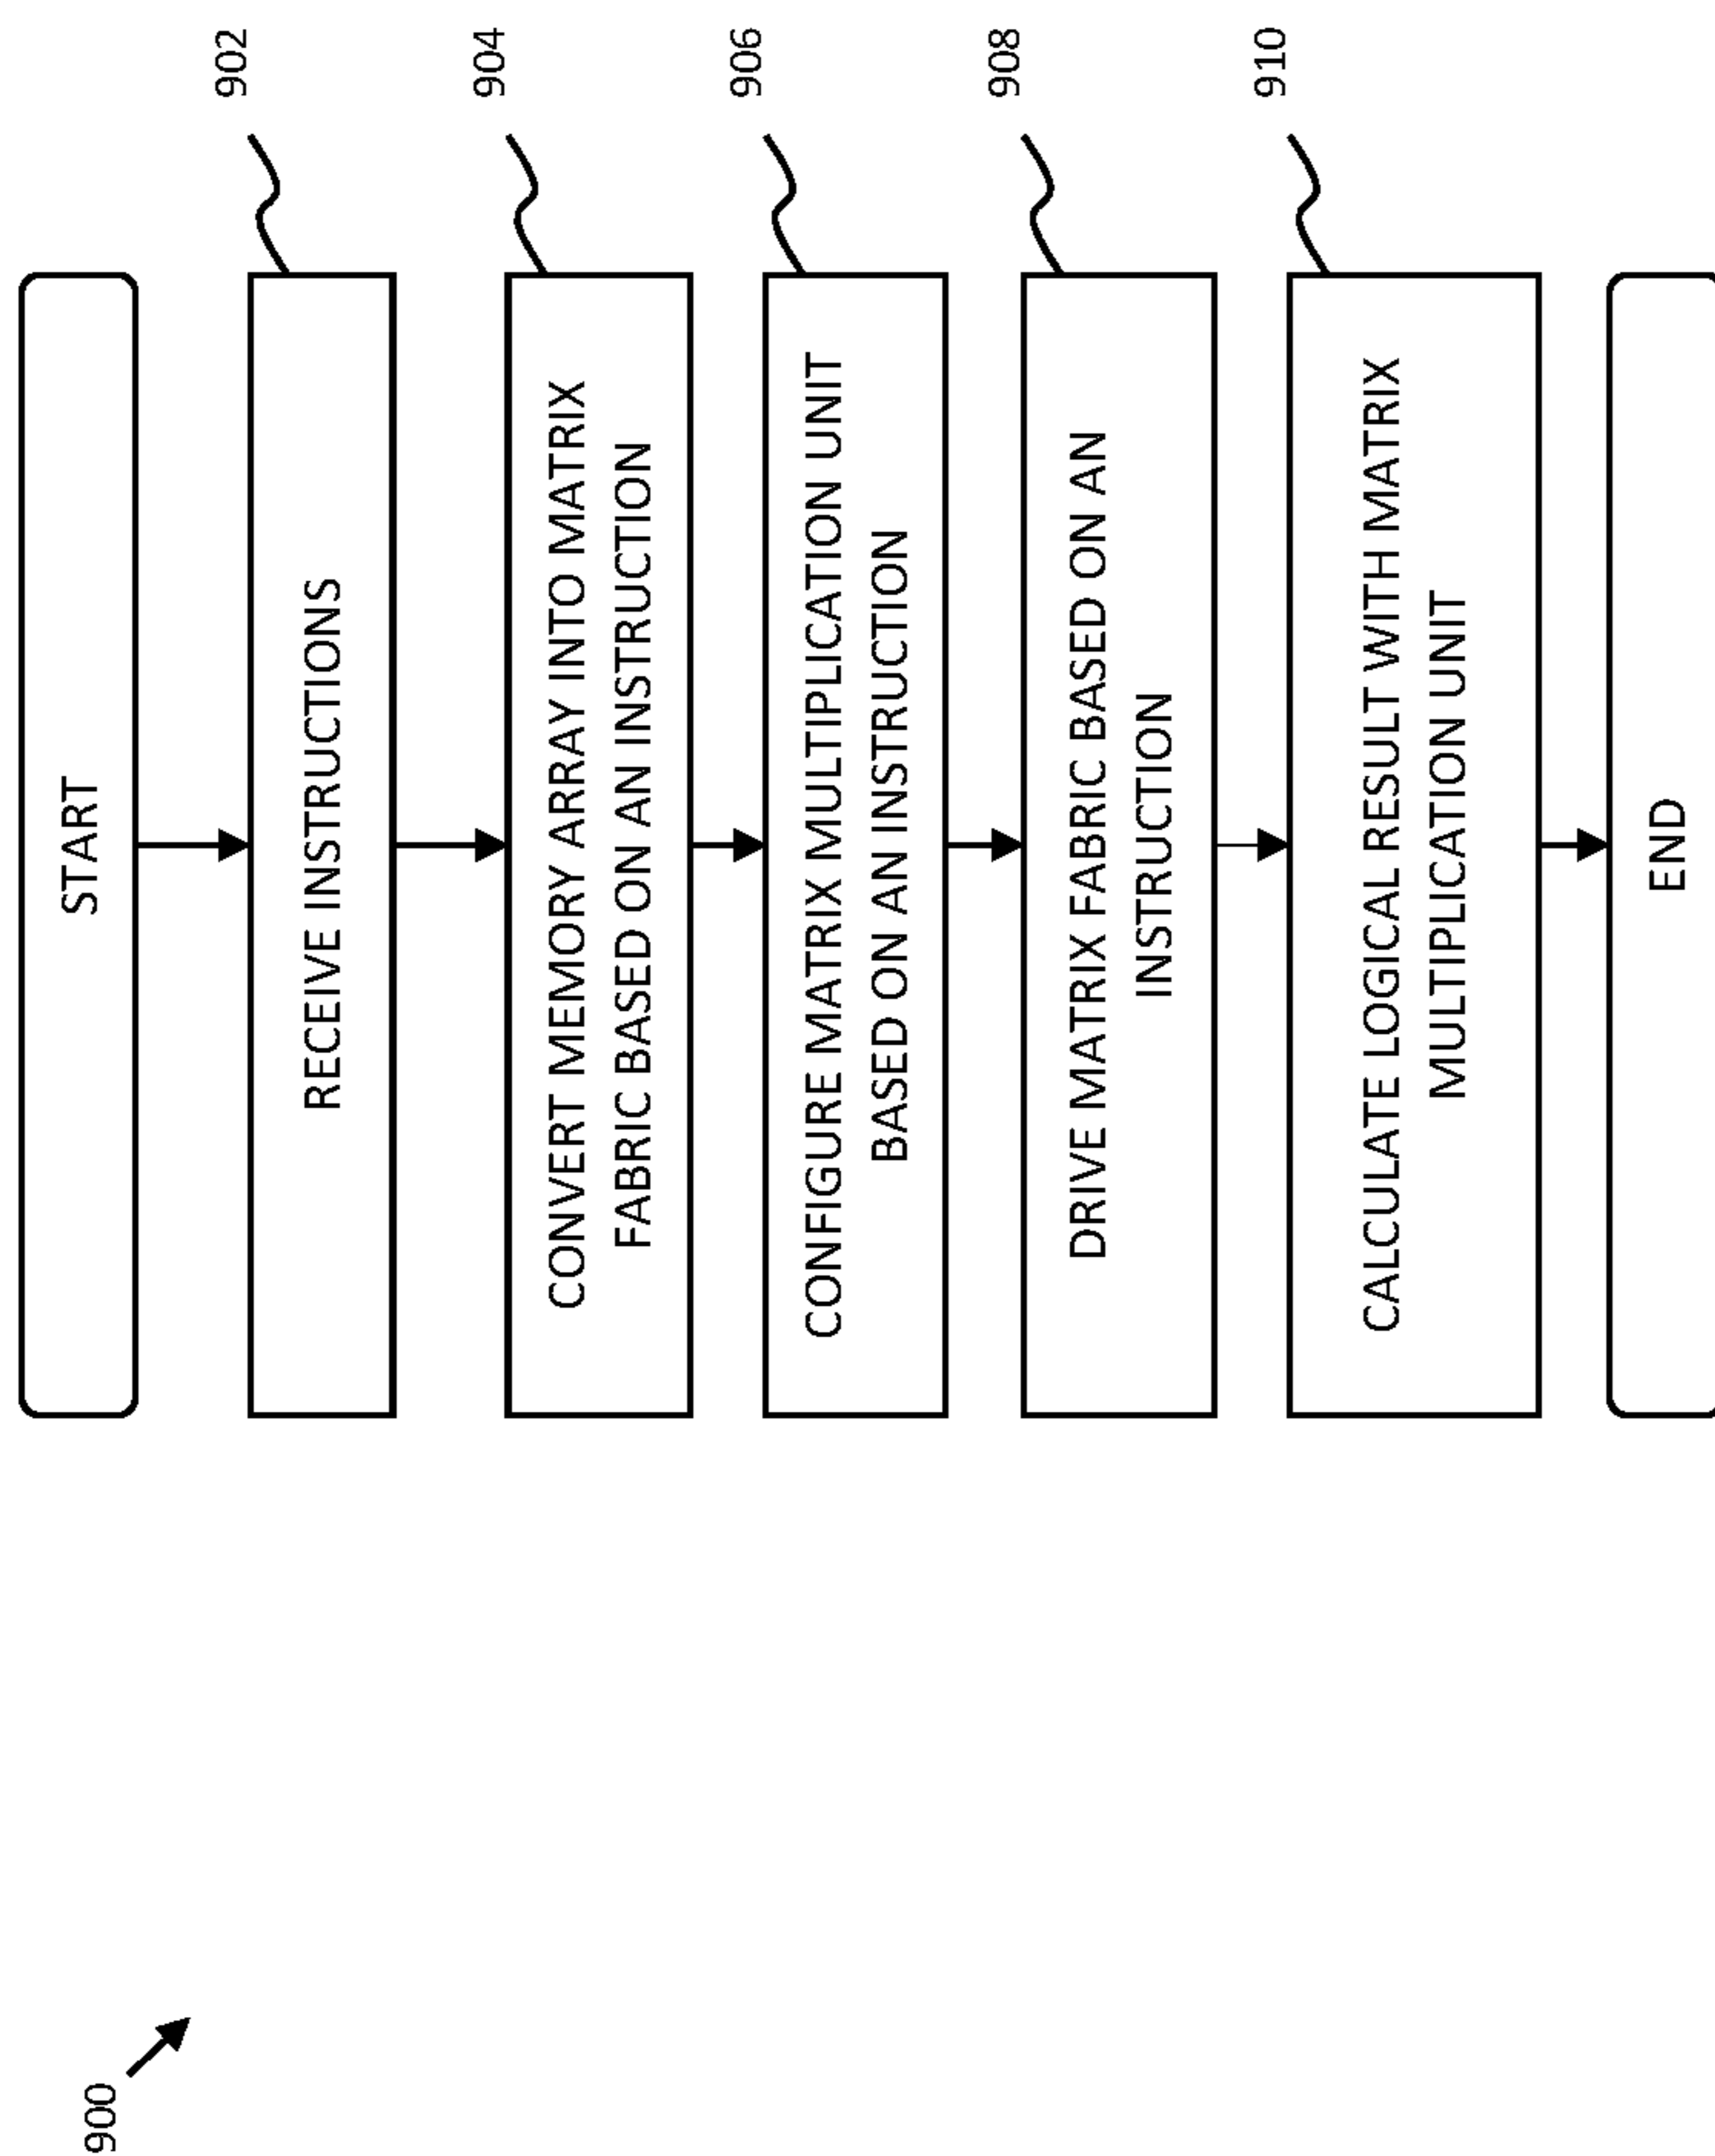 900
START
902
RECEIVE INSTRUCTIONS
904
CONVERT MEMORY ARRAY INTO MATRIX
FABRIC BASED ON AN INSTRUCTION
906
CONFIGURE MATRIX MULTIPLICATION UNIT
BASED ON AN INSTRUCTION
908
DRIVE MATRIX FABRIC BASED ON AN
INSTRUCTION
910
CALCULATE LOGICAL RESULT WITH MATRIX
MULTIPLICATION UNIT
END